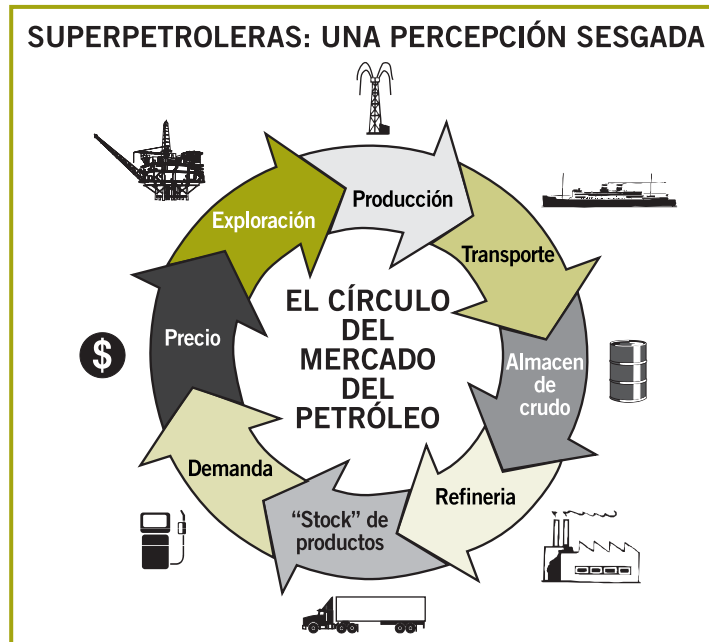 SUPERPETROLERAS: UNA PERCEPCIÓN SESGADA
Exploración
Producción
Transporte
Almacen
de
crudo
Refineria
"Stock" de
productos
Demanda
Precio
$
EL CÍRCULO
DEL
MERCADO
DEL
PETRÓLEO